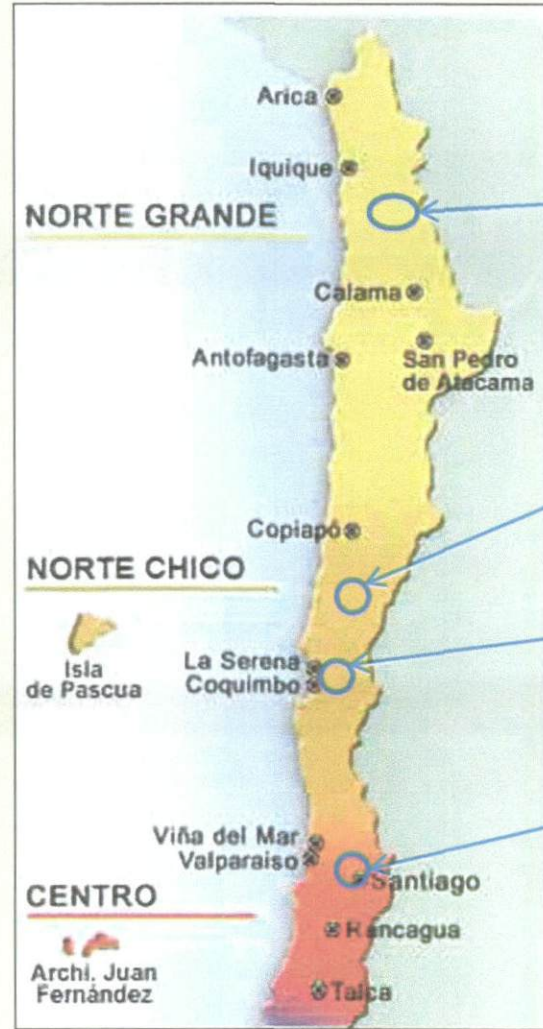 Arica
Iquique
NORTE GRANDE
Calama
Antofagasta
San Pedro
de Atacama
Copiapó
NORTE CHICO
Isla
de Pascua
La Serena
Coquimbo
Viña del Mar
Valparaiso
Santiago
CENTRO
Rancagua
Archi. Juan
Fernández
Talca